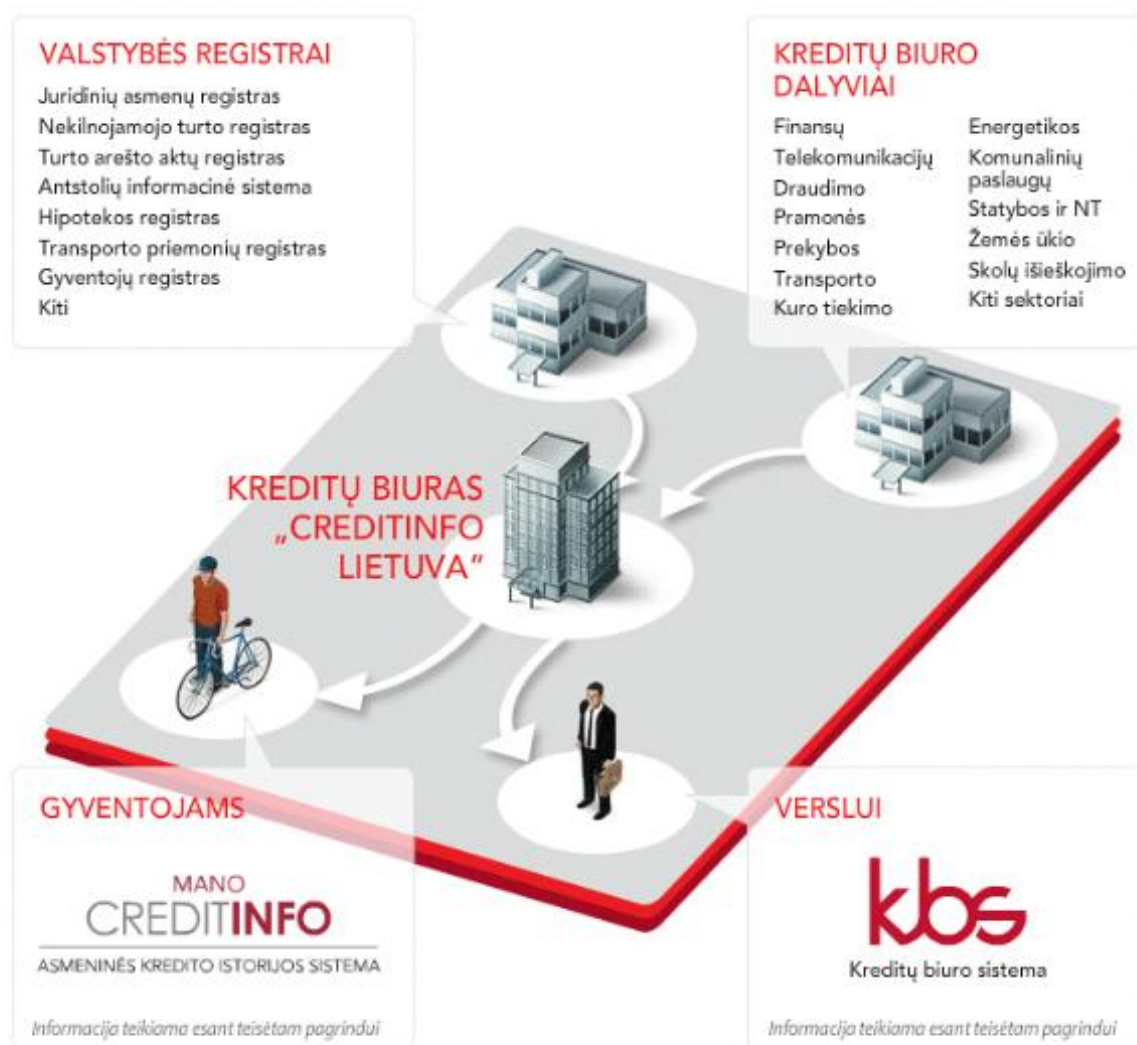 VALSTYBĖS REGISTRAI
Juridinių asmenų registras
Nekilnojamojo turto registras
Turto arešto aktų registras
Antstolių informacinė sistema
Hipotekos registras
Transporto priemonių registras
Gyventojų registras
Kiti
KREDITŲ BIURO
DALYVIAI
Finansų
Telekomunikacijų
Draudimo
Pramonės
Prekybos
Transporto
Kuro tiekimo
Energetikos
Komunalinių
paslaugų
Statybos ir NT
Žemės ūkio
Skolų išieškojimo
Kiti sektoriai
KREDITŲ BIURAS
„CREDITINFO
LIETUVA”
GYVENTOJAMS
MANO
CREDITINFO
ASMENINĖS KREDITO ISTORIJOS SISTEMA
Informacija teikiama esant teisėtam pagrindui
VERSLUI
kbs
Kreditų biuro sistema
Informacija teikiama esant teisėtam pagrindui